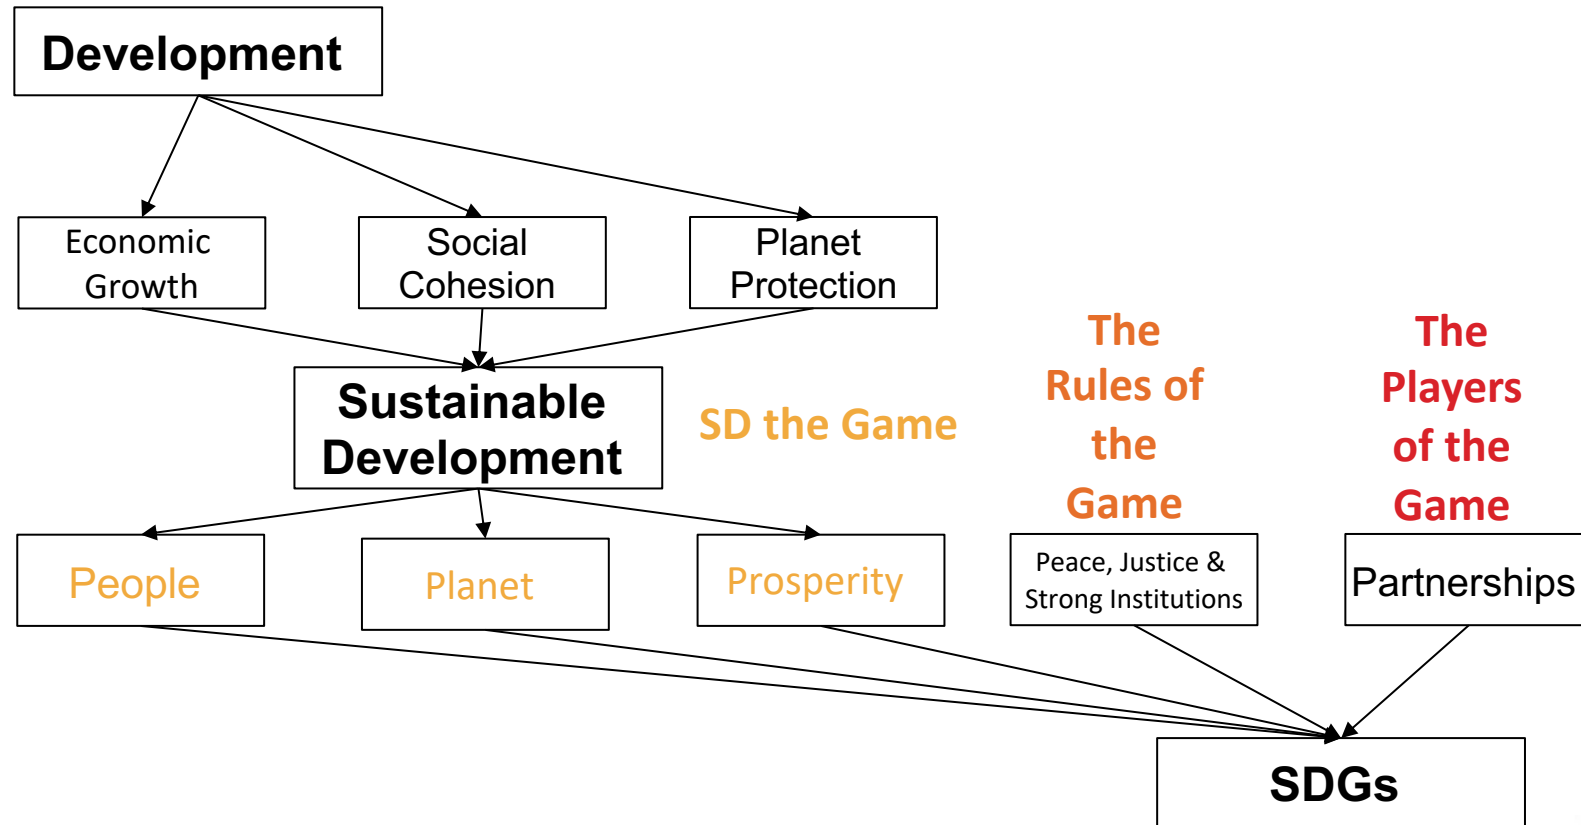 Development
Economic
Growth
Social
Cohesion
Planet
Protection
Sustainable
Development
SD the Game
The
Rules of
the
Game
The
Players
of the
Game
People
Planet
Prosperity
Peace, Justice &
Strong Institutions
Partnerships
SDGs